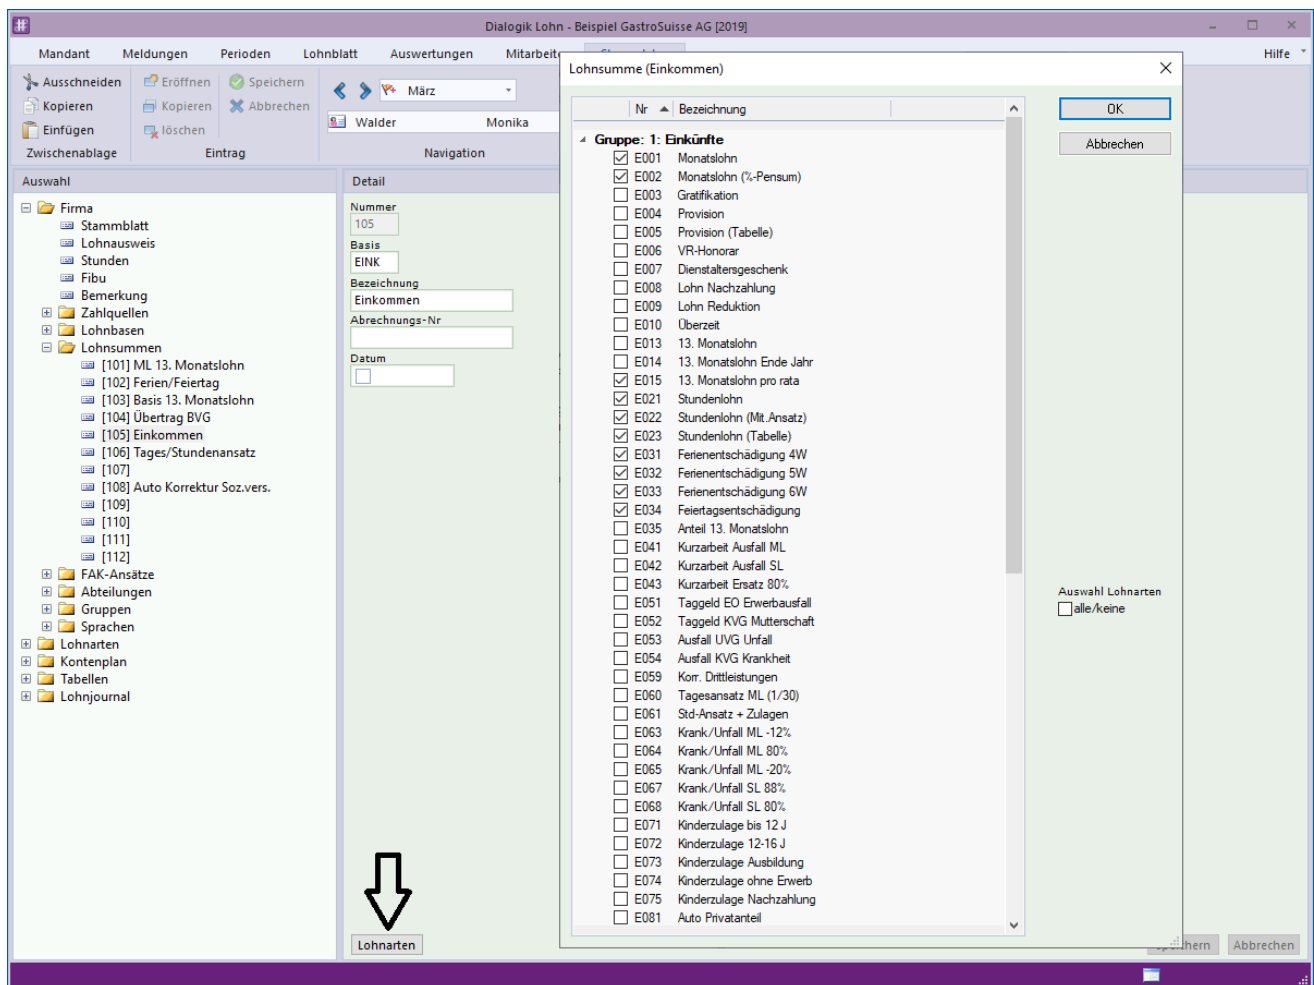 Dialogik Lohn - Beispiel GastroSuisse AG [2019]
Mandant Meldungen Perioden Lohnblatt Auswertungen Hilfe
Ausschneiden
Kopieren
Einfügen
Zwischenablage
Eröffnen Speichern
Kopieren Abbrechen
löschen
Eintrag
März
Walder Monika
Navigation
Auswahl
Firma
Stammblatt
Lohnausweis
Stunden
Fibu
Bemerkung
Zahlquellen
Lohnbasen
Lohnsummen
[101] ML 13. Monatslohn
[102] Ferien/Feiertag
[103] Basis 13. Monatslohn
[104] Übertrag BVG
[105] Einkommen
[106] Tages/Stundenansatz
[107]
[108] Auto Korrektur Soz.vers.
[109]
[110]
[111]
[112]
FAK-Ansätze
Abteilungen
Gruppen
Sprachen
Lohnarten
Kontenplan
Tabellen
Lohnjournal
Detail
Nummer
105
Basis
EINK
Bezeichnung
Einkommen
Abrechnungs-Nr
Datum
Lohnarten
Lohnsumme (Einkommen)
Nr Bezeichnung
Gruppe: 1: Einkünfte
E001 Monatslohn
E002 Monatslohn (%-Pensum)
E003 Gratifikation
E004 Provision
E005 Provision (Tabelle)
E006 VR-Honorar
E007 Dienstaltersgeschenk
E008 Lohn Nachzahlung
E009 Lohn Reduktion
E010 Überzeit
E013 13. Monatslohn
E014 13. Monatslohn Ende Jahr
E015 13. Monatslohn pro rata
E021 Stundenlohn
E022 Stundenlohn (Mit.Ansatz)
E023 Stundenlohn (Tabelle)
E031 Ferienentschädigung 4W
E032 Ferienentschädigung 5W
E033 Ferienentschädigung 6W
E034 Feiertagsentschädigung
E035 Anteil 13. Monatslohn
E041 Kurzarbeit Ausfall ML
E042 Kurzarbeit Ausfall SL
E043 Kurzarbeit Ersatz 80%
E051 Taggeld EO Erwerbausfall
E052 Taggeld KVG Mutterschaft
E053 Ausfall UVG Unfall
E054 Ausfall KVG Krankheit
E059 Korr. Drittleistungen
E060 Tagesansatz ML (1/30)
E061 Std-Ansatz + Zulagen
E063 Krank/Unfall ML -12%
E064 Krank/Unfall ML 80%
E065 Krank/Unfall ML -20%
E067 Krank/Unfall SL 88%
E068 Krank/Unfall SL 80%
E071 Kinderzulage bis 12 J
E072 Kinderzulage 12-16 J
E073 Kinderzulage Ausbildung
E074 Kinderzulage ohne Erwerb
E075 Kinderzulage Nachzahlung
E081 Auto Privatanteil
OK
Abbrechen
Auswahl Lohnarten
alle/keine
Abbrechen